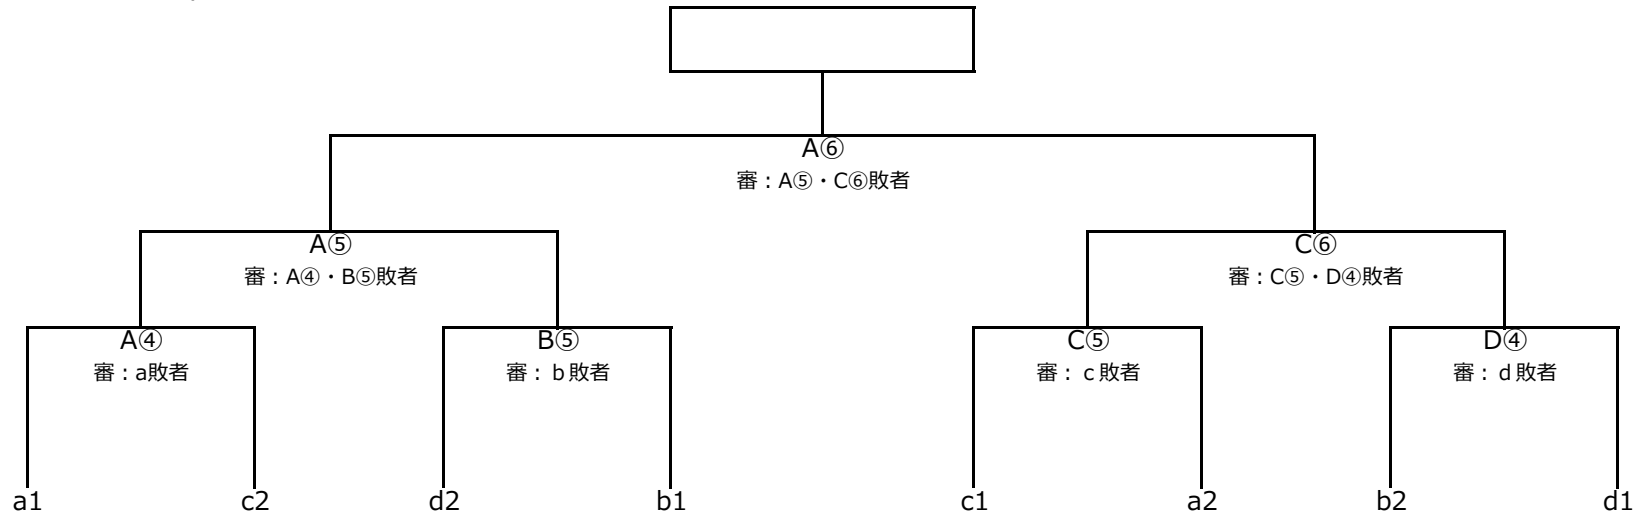 A⑥
審：A⑤・C⑥敗者
A⑤
C⑥
審：A④・B⑤敗者
審：C⑤・D④敗者
A④
B⑤
C⑤
D④
審：a敗者
審：ｂ敗者
審：ｃ敗者
審：ｄ敗者
a1
c2
d2
b1
c1
a2
b2
d1